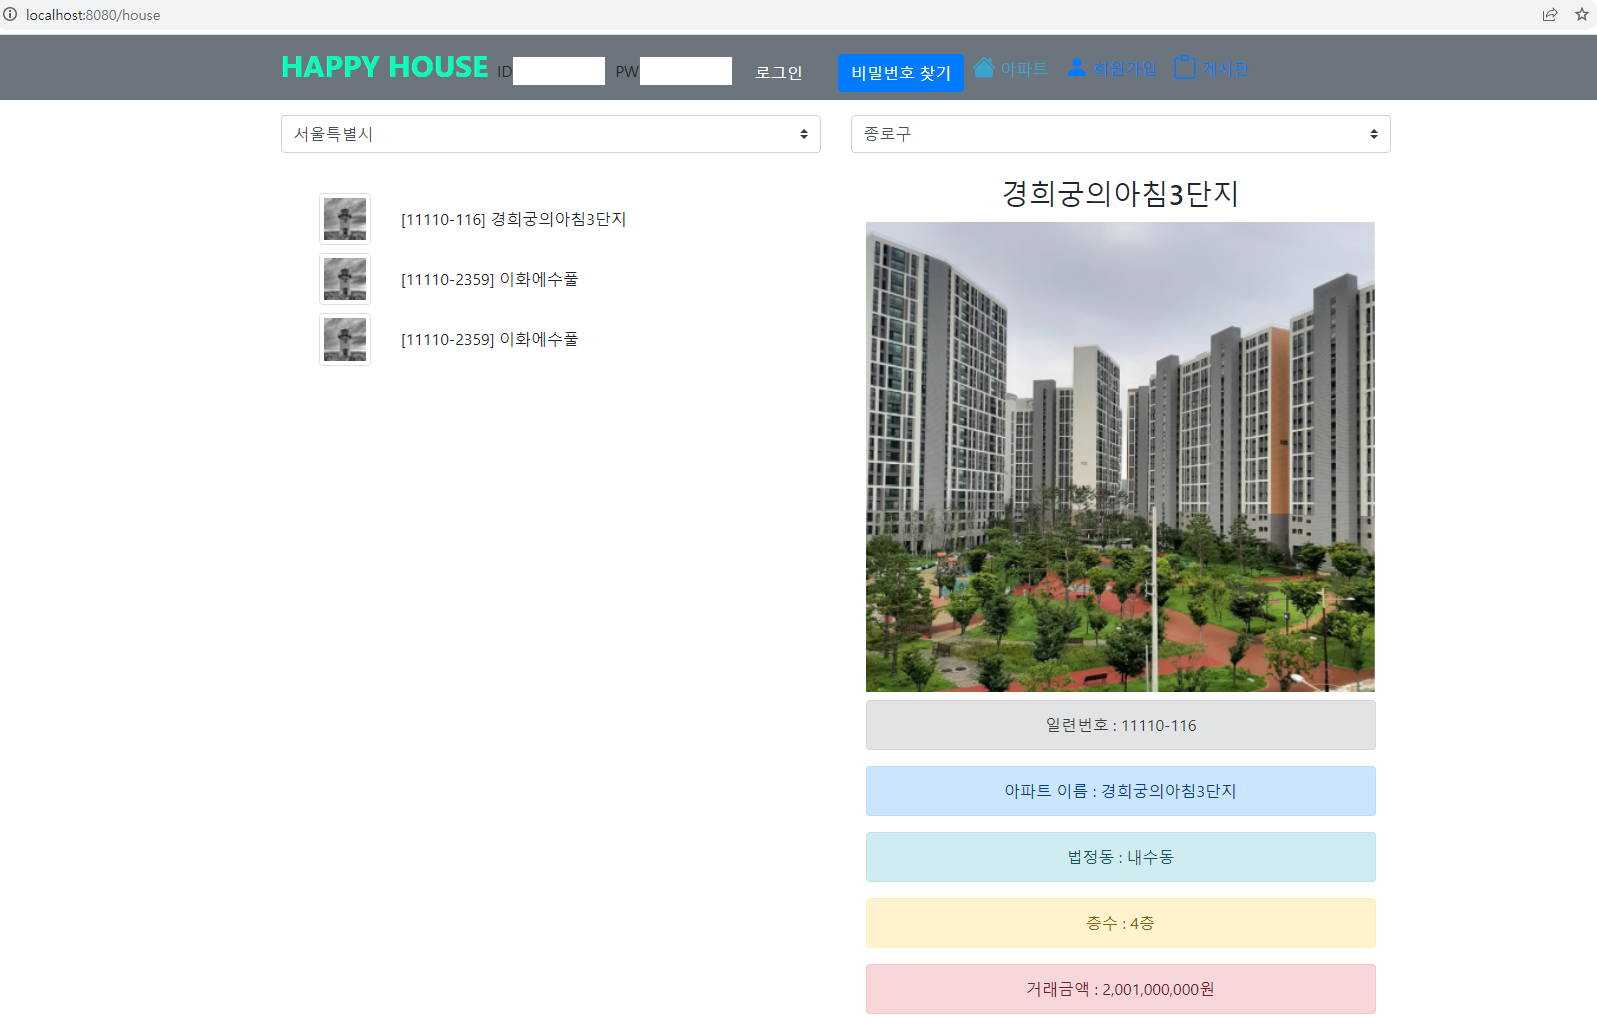 localhost:8080/house
HAPPY HOUSE ID PW 로그인 비밀번호 찾기 아파트 회원가입 게시판
서울특별시 종로구
[11110-116] 경희궁의아침3단지
[11110-2359] 이화에수풀
[11110-2359] 이화에수풀
경희궁의아침3단지
일련번호 : 11110-116
아파트 이름 : 경희궁의아침3단지
법정동 : 내수동
층수 : 4층
거래금액 : 2,001,000,000원